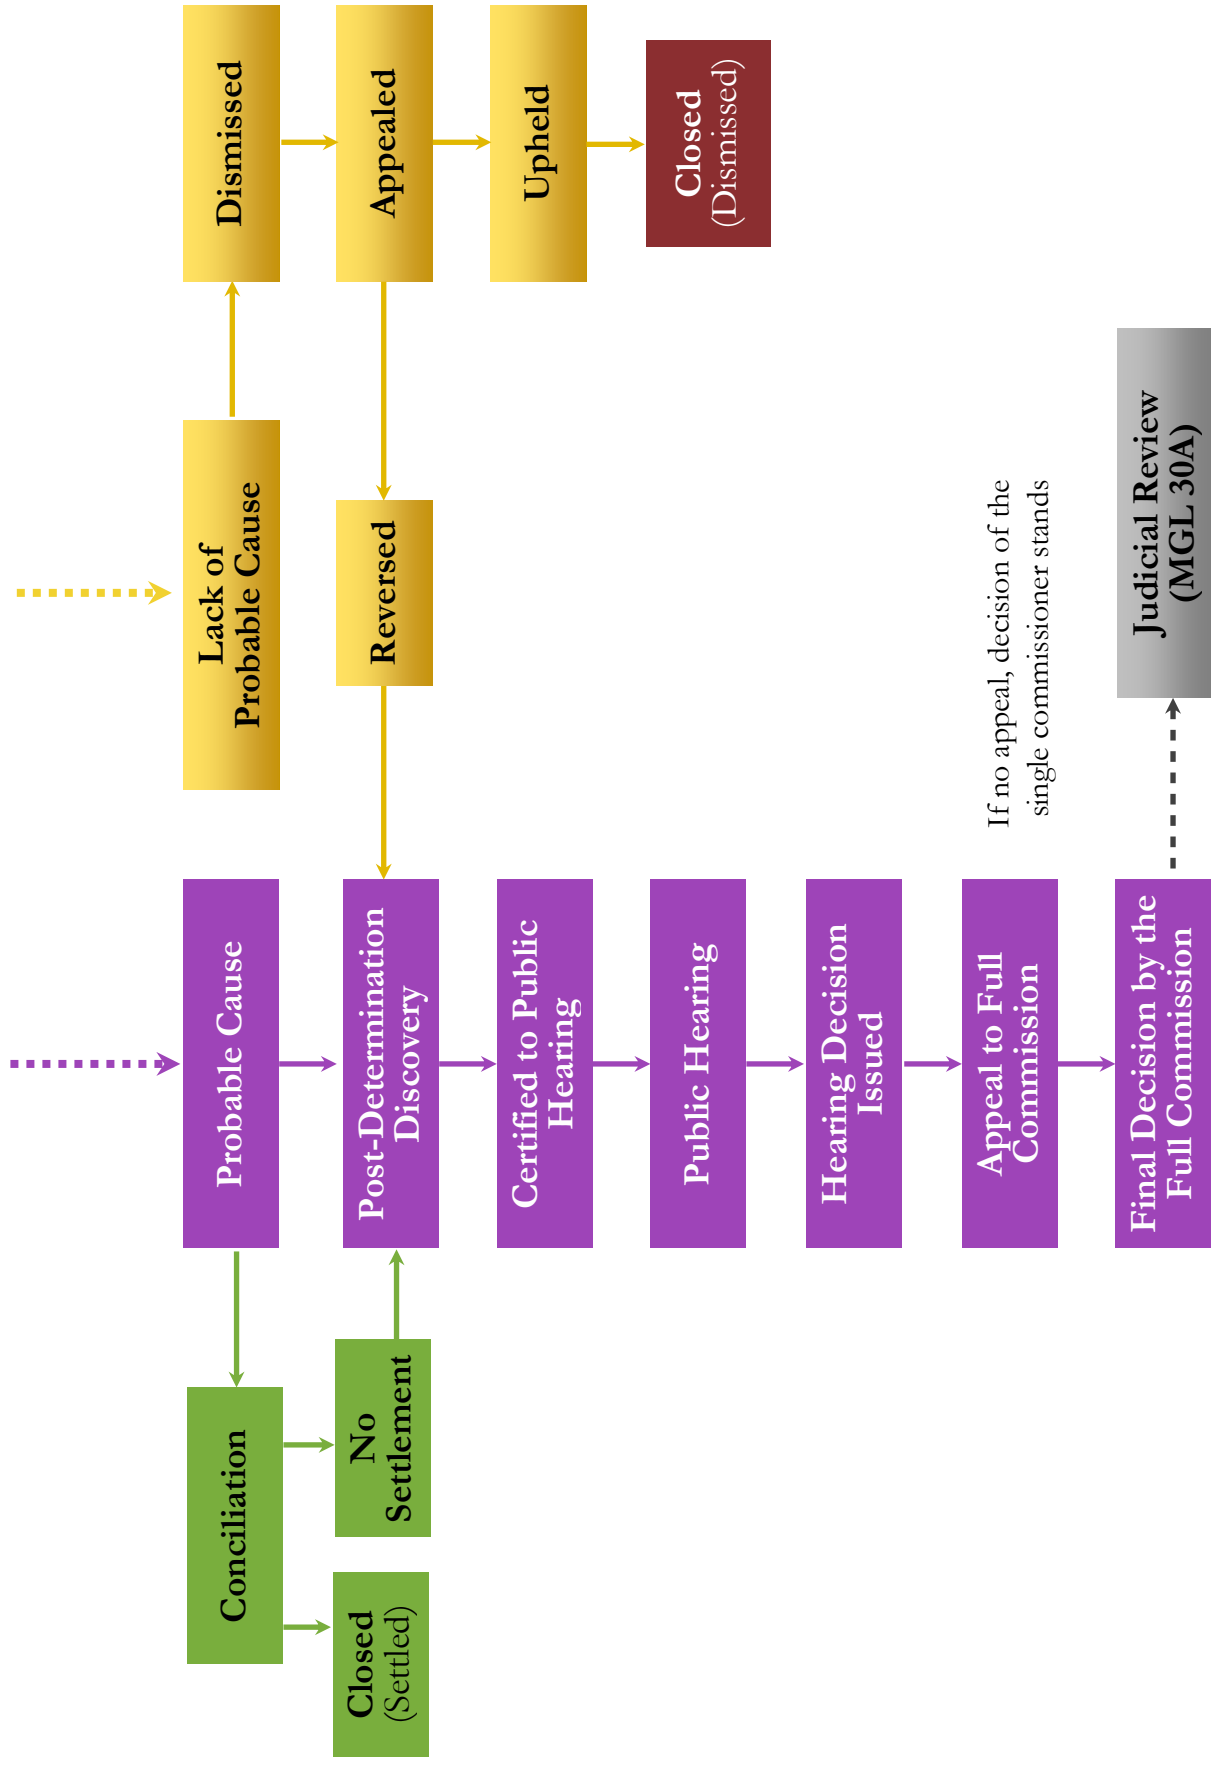 Conciliation
Closed
(Settled)
No
Settlement
Probable Cause
Post-Determination
Discovery
Certified to Public
Hearing
Public Hearing
Hearing Decision
Issued
Appeal to Full
Commission
Final Decision by the
Full Commission
Lack of
Probable Cause
Reversed
If no appeal, decision of the
single commissioner stands
Judicial Review
(MGL 30A)
Dismissed
Appealed
Upheld
Closed
(Dismissed)